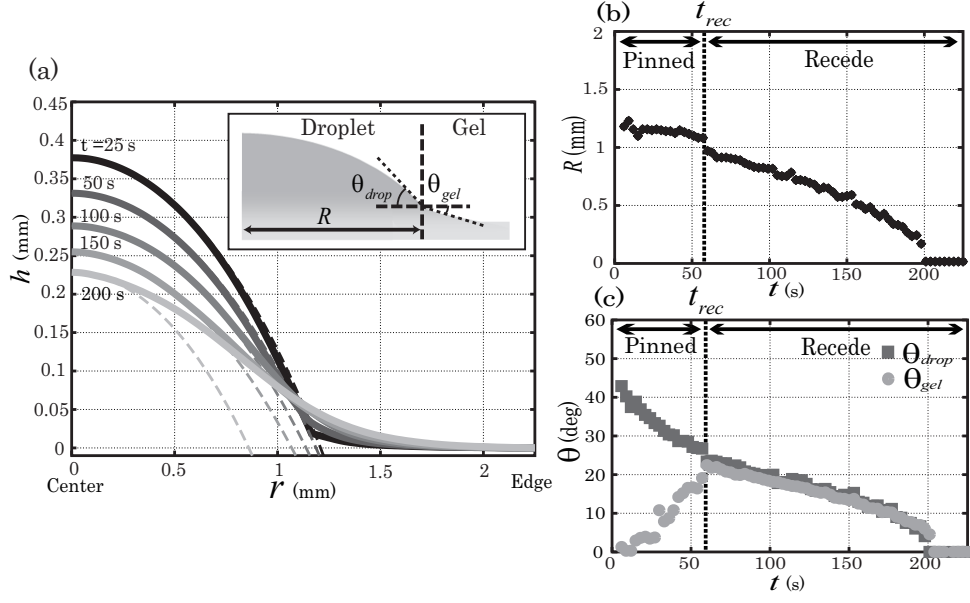 (a)
0.45
0.4
0.35
0.3
0.25
0.2
0.15
0.1
0.05
0
h (mm)
t = 25 s
50 s
100 s
150 s
200 s
Droplet
Gel
θdrop
θgel
R
0
0.5
1
1.5
2
Center
r (mm)
Edge
(b)
trec
2
1.5
1
0.5
0
R (mm)
Pinned
Recede
0
50
100
150
200
t (s)
(c)
trec
60
50
40
30
20
10
0
Θ (deg)
Pinned
Recede
Θdrop
Θgel
0
50
100
150
200
t (s)